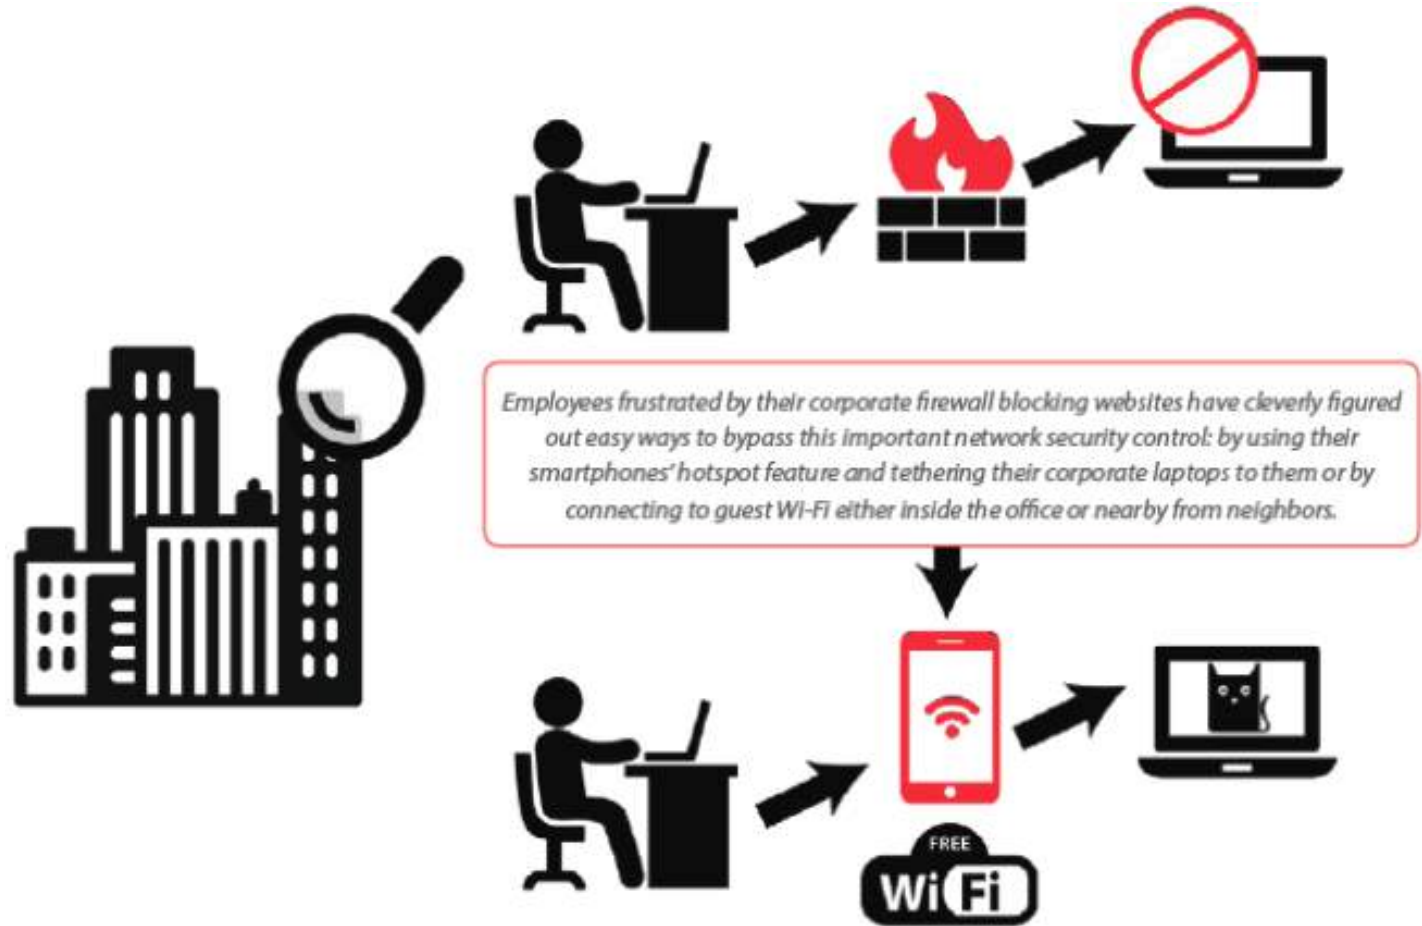 Employees frustrated by their corporate firewall blocking websites have cleverly figured
out easy ways to bypass this important network security control: by using their
smartphones' hotspot feature and tethering their corporate laptops to them or by
connecting to guest Wi-Fi either inside the office or nearby from neighbors.
FREE
WiFi